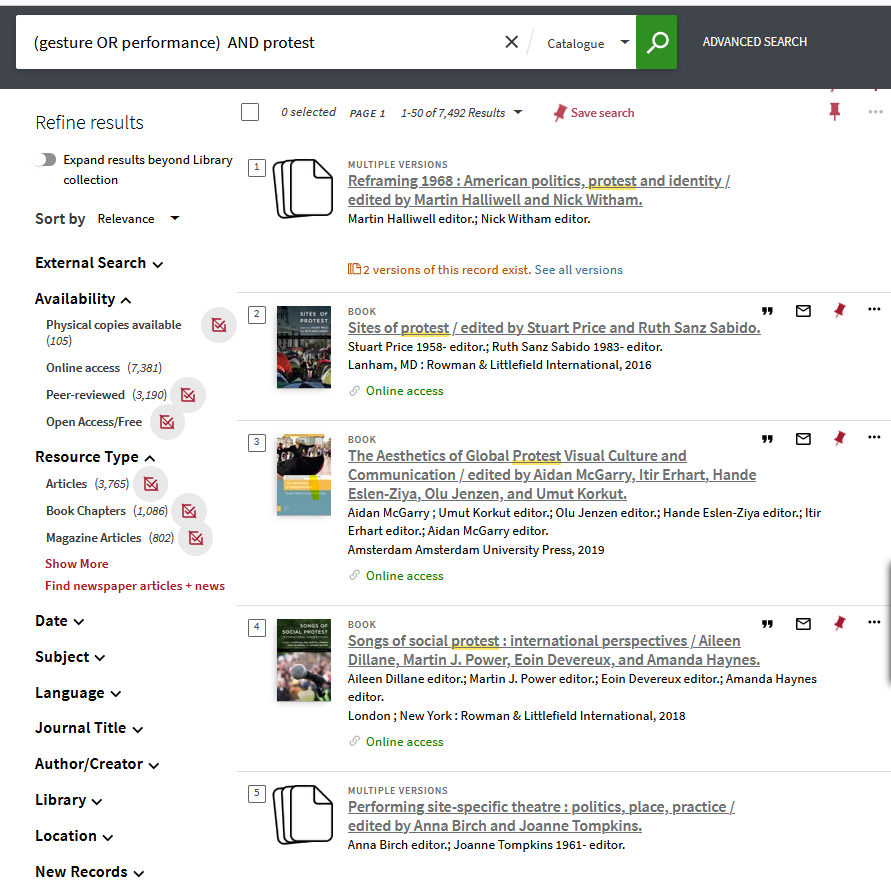 (gesture OR performance) AND protest
Catalogue
ADVANCED SEARCH
Refine results
0 selected PAGE 1 1-50 of 7,492 Results Save search
Expand results beyond Library
collection
Sort by Relevance
External Search
Availability
Physical copies available
(105)
Online access (7,381)
Peer-reviewed (3,190)
Open Access/Free
Resource Type
Articles (3,765)
Book Chapters (1,086)
Magazine Articles (802)
Show More
Find newspaper articles + news
Date
Subject
Language
Journal Title
Author/Creator
Library
Location
New Records
1
MULTIPLE VERSIONS
Reframing 1968 : American politics, protest and identity /
edited by Martin Halliwell and Nick Witham.
Martin Halliwell editor.; Nick Witham editor.
2 versions of this record exist. See all versions
2
SITES OF
PROTEST
BOOK
Sites of protest / edited by Stuart Price and Ruth Sanz Sabido.
Stuart Price 1958- editor.; Ruth Sanz Sabido 1983- editor.
Lanham, MD : Rowman & Littlefield International, 2016
Online access
3
BOOK
The Aesthetics of Global Protest Visual Culture and
Communication / edited by Aidan McGarry, Itir Erhart, Hande
Eslen-Ziya, Olu Jenzen, and Umut Korkut.
Aidan McGarry ; Umut Korkut editor.; Olu Jenzen editor.; Hande Eslen-Ziya editor.; Itir
Erhart editor.; Aidan McGarry editor.
Amsterdam Amsterdam University Press, 2019
Online access
4
SONGS OF
SOCIAL PROTEST
BOOK
Songs of social protest : international perspectives / Aileen
Dillane, Martin J. Power, Eoin Devereux, and Amanda Haynes.
Aileen Dillane editor.; Martin J. Power editor.; Eoin Devereux editor.; Amanda Haynes
editor.
London ; New York : Rowman & Littlefield International, 2018
Online access
5
MULTIPLE VERSIONS
Performing site-specific theatre : politics, place, practice /
edited by Anna Birch and Joanne Tompkins.
Anna Birch editor.; Joanne Tompkins 1961- editor.